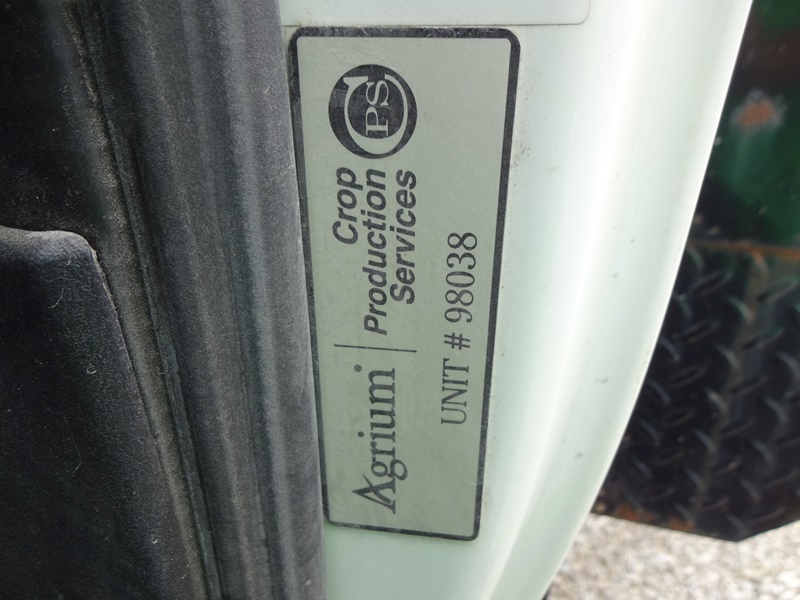 Agrium®
Crop
Production
Services
CPS
UNIT # 98038